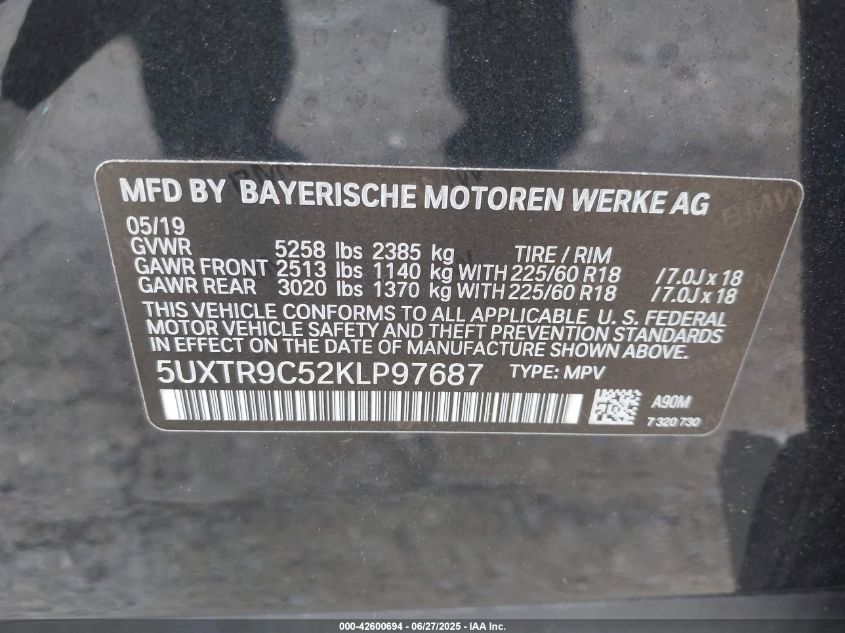 MFD BY BAYERISCHE MOTOREN WERKE AG
05/19
GVWR 5258 lbs 2385 kg TIRE / RIM
GAWR FRONT 2513 lbs 1140 kg WITH 225/60 R18 /7.0J x 18
GAWR REAR 3020 lbs 1370 kg WITH 225/60 R18 /7.0J x 18
THIS VEHICLE CONFORMS TO ALL APPLICABLE U. S. FEDERAL
MOTOR VEHICLE SAFETY AND THEFT PREVENTION STANDARDS
IN EFFECT ON THE DATE OF MANUFACTURE SHOWN ABOVE.
5UXTR9C52KLP97687 TYPE: MPV
A90M
7 320 730
000-42600694 - 06/27/2025 - IAA Inc.